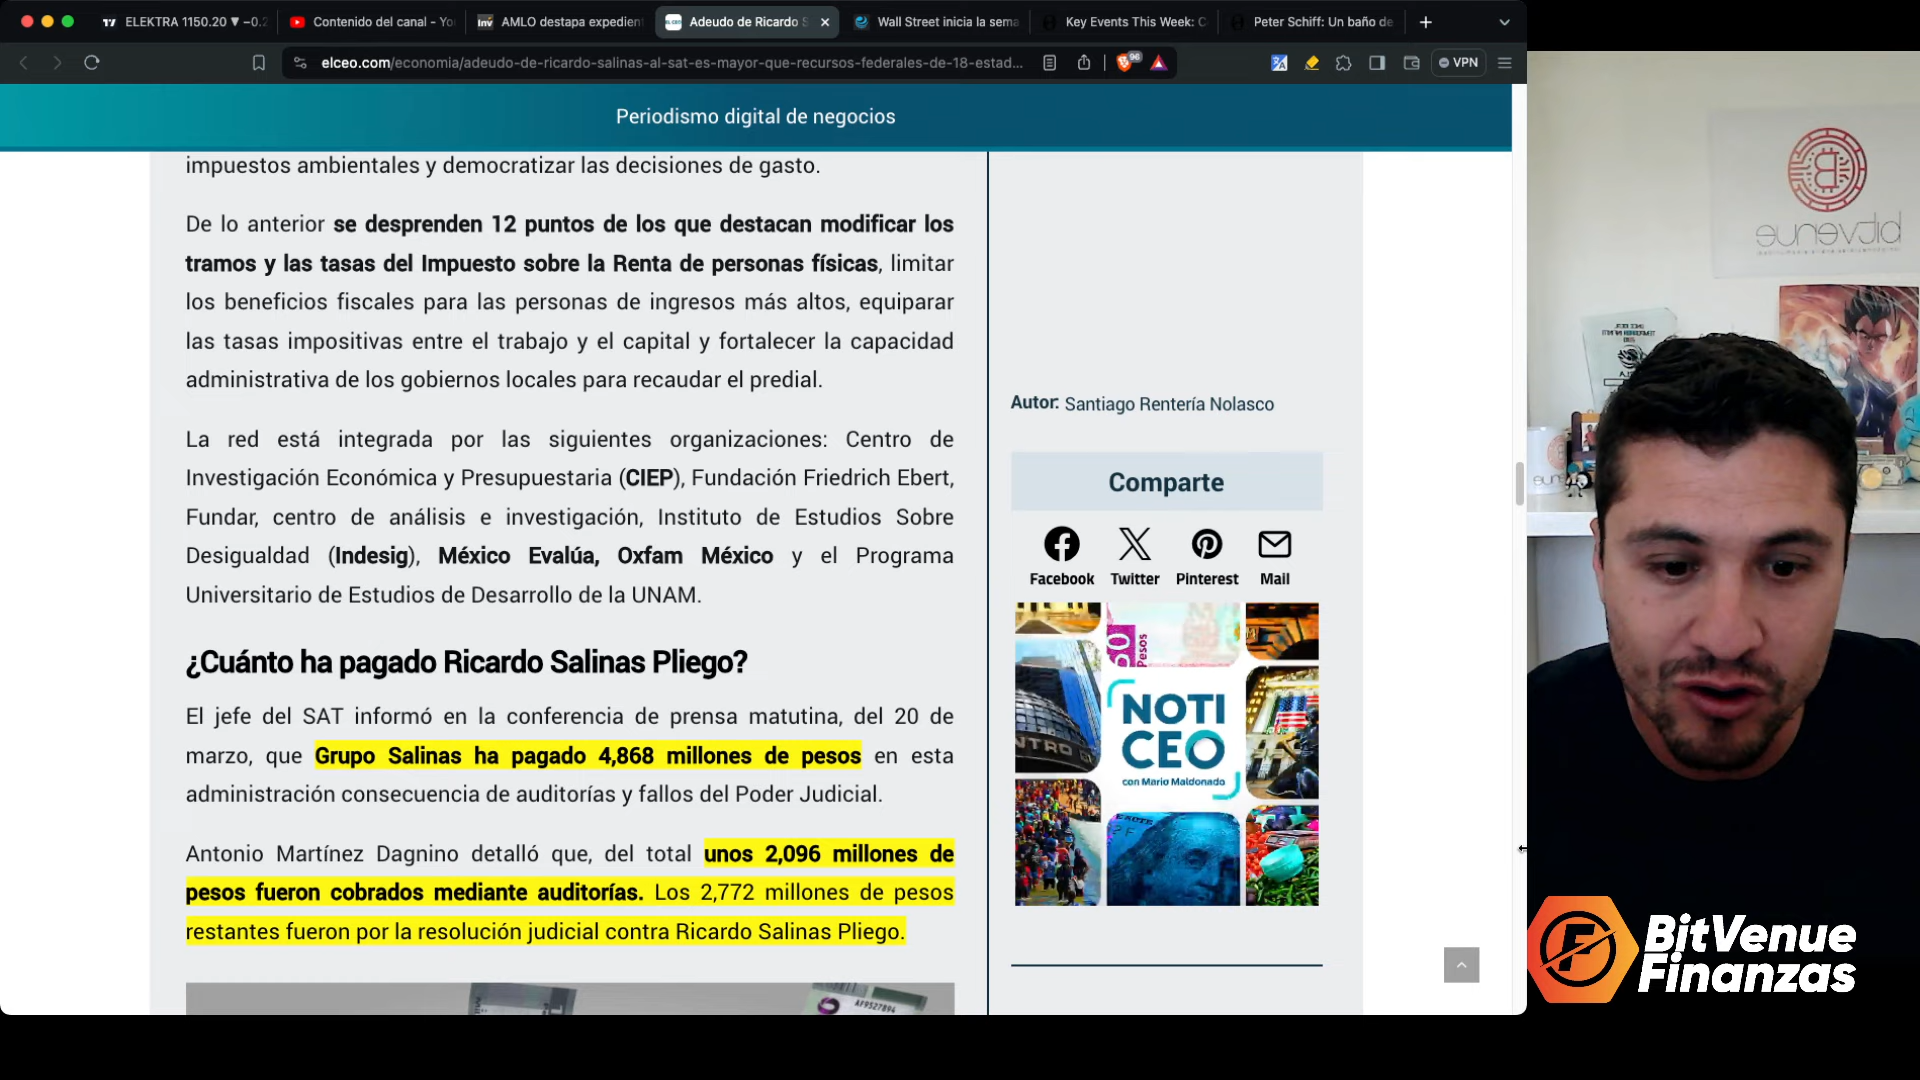 ELEKTRA 1150.20 ▼ −0.2
Contenido del canal - Yo
AMLO destapa expedien
Adeudo de Ricardo S
Wall Street inicia la sema
Key Events This Week: C
Peter Schiff: Un baño de
elceo.com/economia/adeudo-de-ricardo-salinas-al-sat-es-mayor-que-recursos-federales-de-18-estad...
96
VPN
Periodismo digital de negocios
impuestos ambientales y democratizar las decisiones de gasto.
De lo anterior se desprenden 12 puntos de los que destacan modificar los
tramos y las tasas del Impuesto sobre la Renta de personas físicas, limitar
los beneficios fiscales para las personas de ingresos más altos, equiparar
las tasas impositivas entre el trabajo y el capital y fortalecer la capacidad
administrativa de los gobiernos locales para recaudar el predial.
La red está integrada por las siguientes organizaciones: Centro de
Investigación Económica y Presupuestaria (CIEP), Fundación Friedrich Ebert,
Fundar, centro de análisis e investigación, Instituto de Estudios Sobre
Desigualdad (Indesig), México Evalúa, Oxfam México y el Programa
Universitario de Estudios de Desarrollo de la UNAM.
¿Cuánto ha pagado Ricardo Salinas Pliego?
El jefe del SAT informó en la conferencia de prensa matutina, del 20 de
marzo, que Grupo Salinas ha pagado 4,868 millones de pesos en esta
administración consecuencia de auditorías y fallos del Poder Judicial.
Antonio Martínez Dagnino detalló que, del total unos 2,096 millones de
pesos fueron cobrados mediante auditorías. Los 2,772 millones de pesos
restantes fueron por la resolución judicial contra Ricardo Salinas Pliego.
Autor: Santiago Rentería Nolasco
Comparte
Facebook Twitter Pinterest Mail
Pesos
NOTI
CEO
con Mario Maldonado
bitvenue
BitVenue
Finanzas